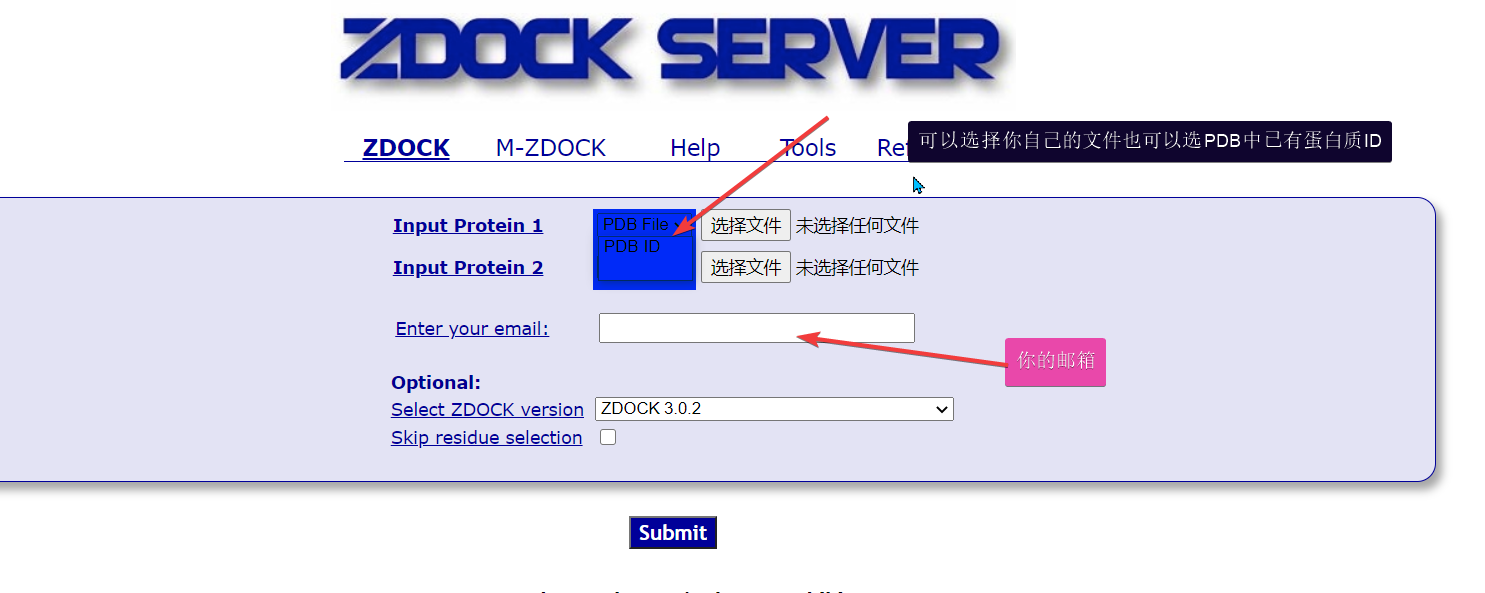 ZDOCK SERVER
ZDOCK M-ZDOCK Help Tools
可以选择你自己的文件也可以选PDB中已有蛋白质ID
Input Protein 1 PDB File 选择文件 未选择任何文件
PDB ID
Input Protein 2 选择文件 未选择任何文件
Enter your email:
你的邮箱
Optional:
Select ZDOCK version ZDOCK 3.0.2
Skip residue selection
Submit